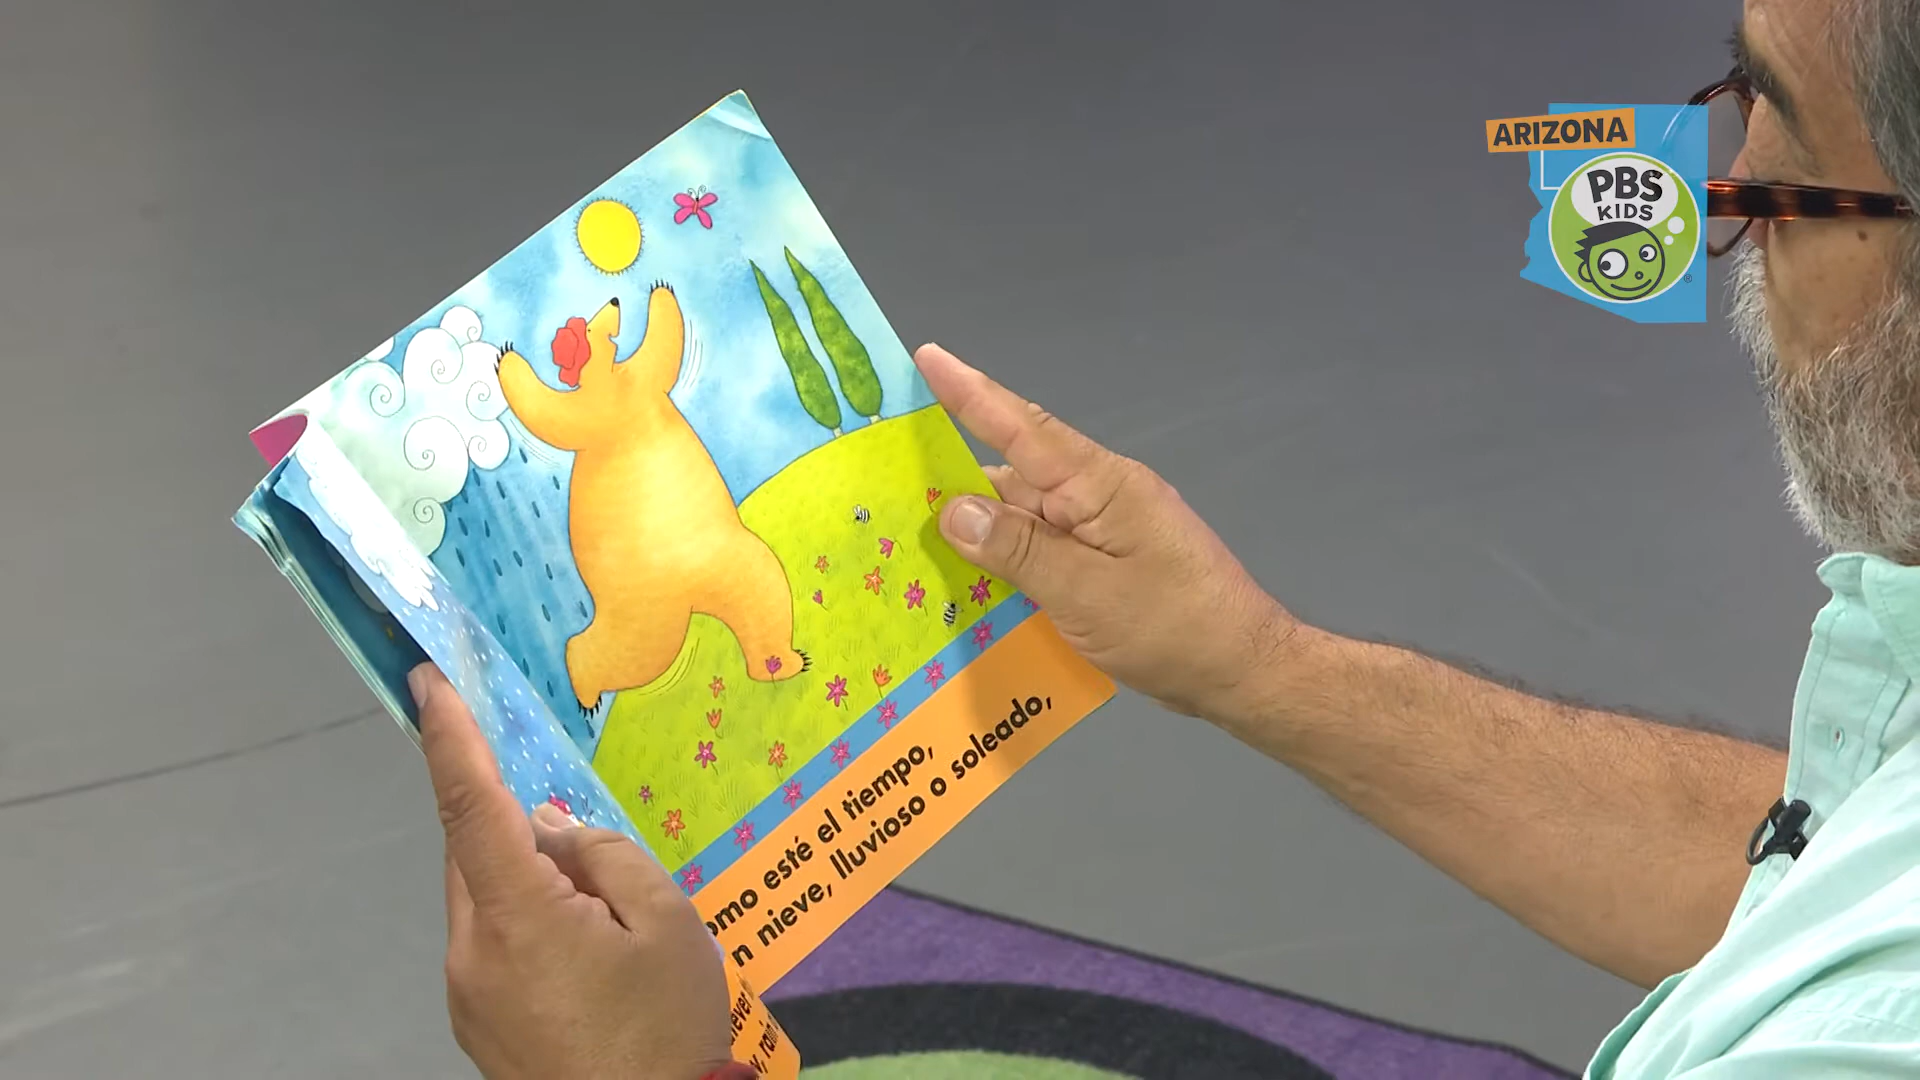 ARIZONA
PBS
KIDS
omo esté el tiempo,
n nieve, lluvioso o soleado,